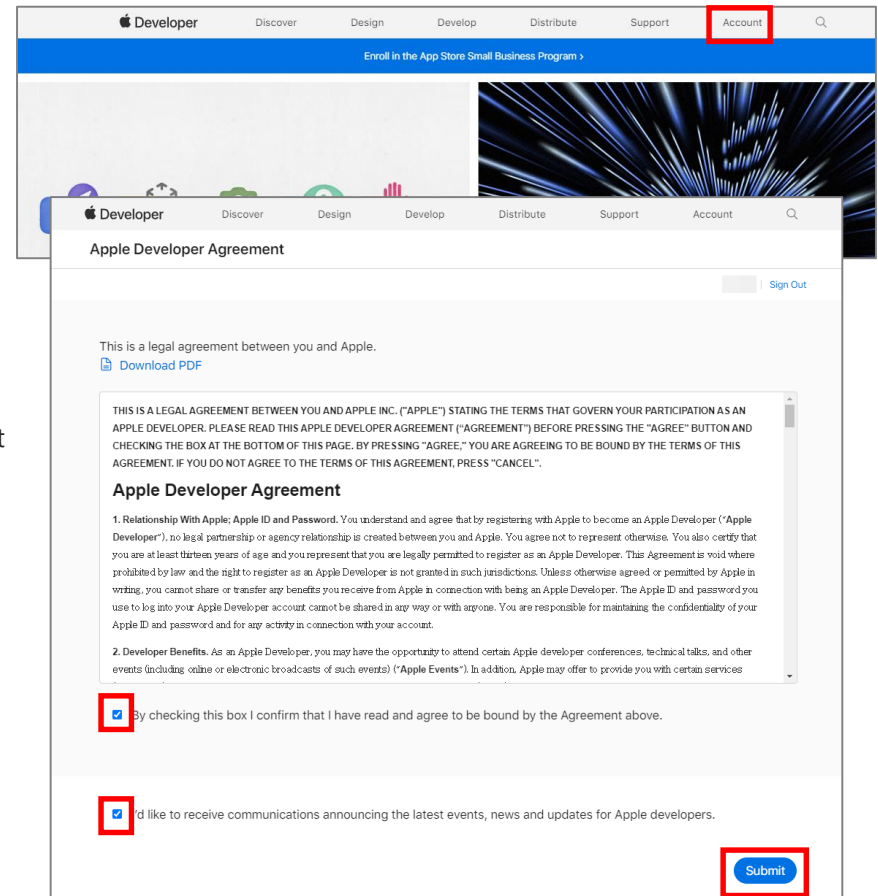 Developer Discover Design Develop Distribute Support Account
Enroll in the App Store Small Business Program ›
Developer Discover Design Develop Distribute Support Account
Apple Developer Agreement
Sign Out
This is a legal agreement between you and Apple.
Download PDF
THIS IS A LEGAL AGREEMENT BETWEEN YOU AND APPLE INC. ("APPLE") STATING THE TERMS THAT GOVERN YOUR PARTICIPATION AS AN
APPLE DEVELOPER. PLEASE READ THIS APPLE DEVELOPER AGREEMENT ("AGREEMENT") BEFORE PRESSING THE "AGREE" BUTTON AND
CHECKING THE BOX AT THE BOTTOM OF THIS PAGE. BY PRESSING "AGREE," YOU ARE AGREEING TO BE BOUND BY THE TERMS OF THIS
AGREEMENT. IF YOU DO NOT AGREE TO THE TERMS OF THIS AGREEMENT, PRESS "CANCEL".
Apple Developer Agreement
1. Relationship With Apple; Apple ID and Password. You understand and agree that by registering with Apple to become an Apple Developer ("Apple
Developer"), no legal partnership or agency relationship is created between you and Apple. You agree not to represent otherwise. You also certify that
you are at least thirteen years of age and you represent that you are legally permitted to register as an Apple Developer. This Agreement is void where
prohibited by law and the right to register as an Apple Developer is not granted in such jurisdictions. Unless otherwise agreed or permitted by Apple in
writing, you cannot share or transfer any benefits you receive from Apple in connection with being an Apple Developer. The Apple ID and password you
use to log into your Apple Developer account cannot be shared in any way or with anyone. You are responsible for maintaining the confidentiality of your
Apple ID and password and for any activity in connection with your account.
2. Developer Benefits. As an Apple Developer, you may have the opportunity to attend certain Apple developer conferences, technical talks, and other
events (including online or electronic broadcasts of such events) ("Apple Events"). In addition, Apple may offer to provide you with certain services
By checking this box I confirm that I have read and agree to be bound by the Agreement above.
I'd like to receive communications announcing the latest events, news and updates for Apple developers.
Submit